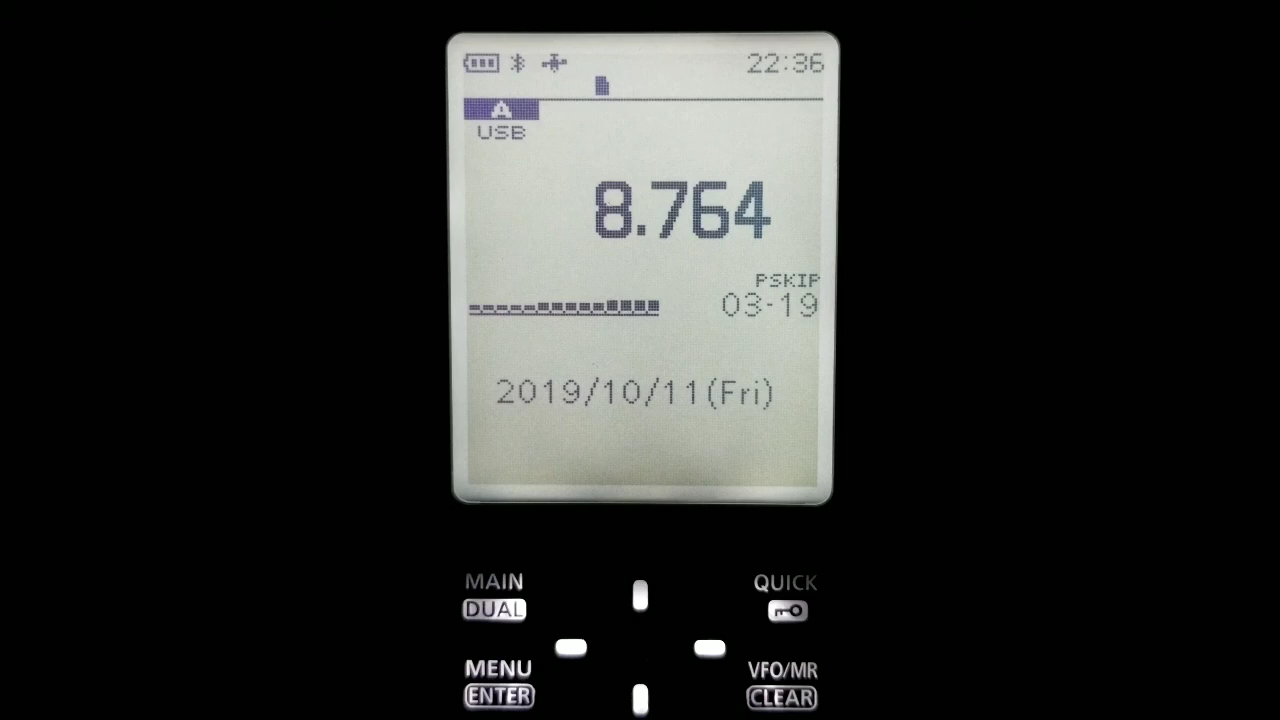 22:36
A
USB
8.764
PSKIP
03-19
2019/10/11(Fri)
MAIN
QUICK
DUAL
MENU
VFO/MR
ENTER
CLEAR